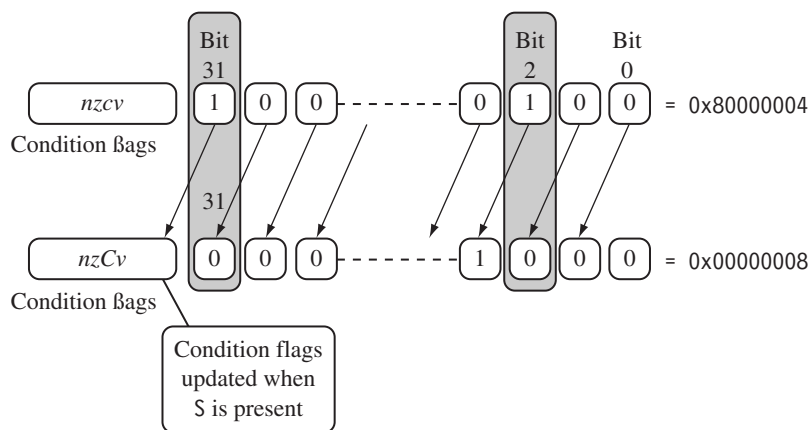 Bit Bit Bit
31 2 0
nzcv 1 0 0 0 1 0 0 = 0x80000004
Condition ßags
31
nzCv 0 0 0 1 0 0 0 = 0x00000008
Condition ßags
Condition flags
updated when
S is present